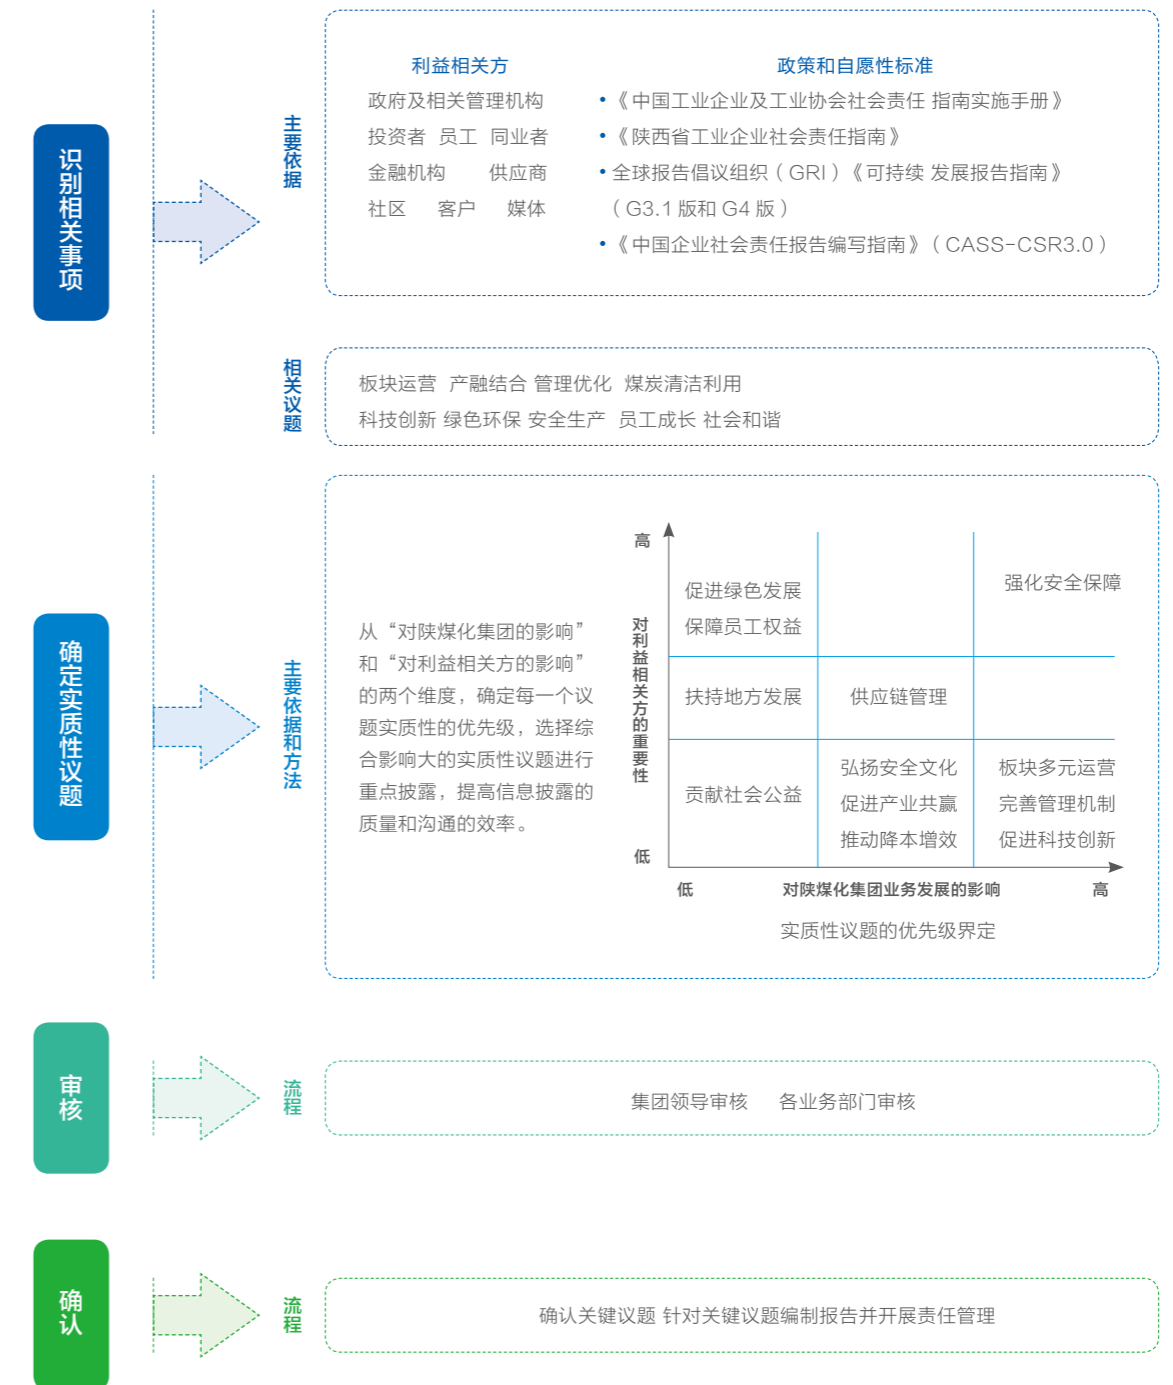 识别相关事项
主要依据
利益相关方
政府及相关管理机构
投资者 员工 同业者
金融机构 供应商
社区 客户 媒体
政策和自愿性标准
•《中国工业企业及工业协会社会责任 指南实施手册》
•《陕西省工业企业社会责任指南》
•全球报告倡议组织（GRI）《可持续 发展报告指南》
（G3.1 版和 G4 版）
•《中国企业社会责任报告编写指南》（CASS-CSR3.0）
相关议题
板块运营 产融结合 管理优化 煤炭清洁利用
科技创新 绿色环保 安全生产 员工成长 社会和谐
确定实质性议题
主要依据和方法
从“对陕煤化集团的影响”
和“对利益相关方的影响”
的两个维度，确定每一个议
题实质性的优先级，选择综
合影响大的实质性议题进行
重点披露，提高信息披露的
质量和沟通的效率。
高
对利益相关方的重要性
低
促进绿色发展
保障员工权益
强化安全保障
扶持地方发展
供应链管理
贡献社会公益
弘扬安全文化
促进产业共赢
推动降本增效
板块多元运营
完善管理机制
促进科技创新
低
对陕煤化集团业务发展的影响
高
实质性议题的优先级界定
审核
流程
集团领导审核 各业务部门审核
确认
流程
确认关键议题 针对关键议题编制报告并开展责任管理